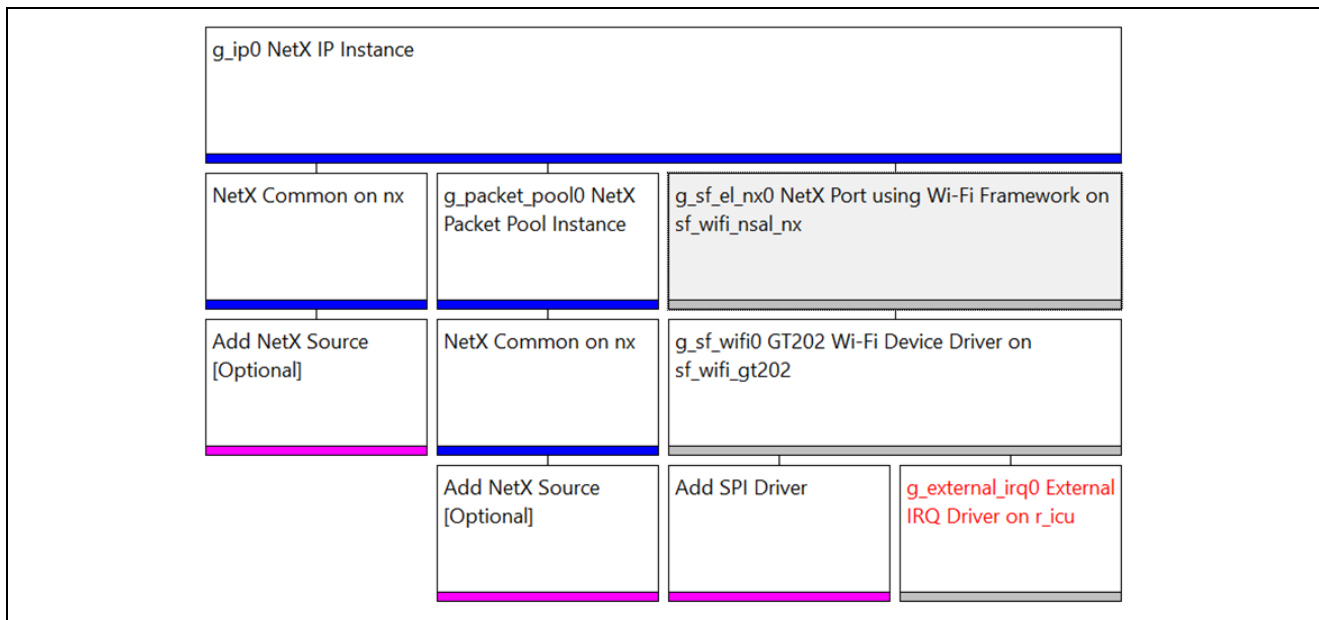 g_ip0 NetX IP Instance
NetX Common on nx
g_packet_pool0 NetX
Packet Pool Instance
g_sf_el_nx0 NetX Port using Wi-Fi Framework on
sf_wifi_nsal_nx
Add NetX Source
[Optional]
NetX Common on nx
g_sf_wifi0 GT202 Wi-Fi Device Driver on
sf_wifi_gt202
Add NetX Source
[Optional]
Add SPI Driver
g_external_irq0 External
IRQ Driver on r_icu